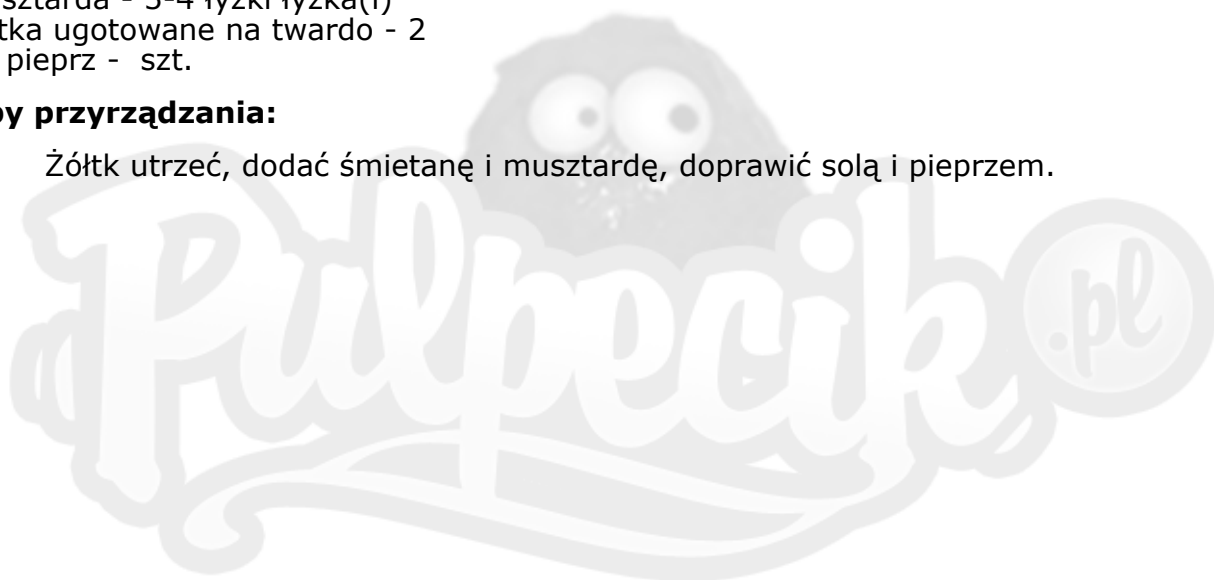 sztarda - 3-4 łyżki łyżka(i)
tka ugotowane na twardo - 2
pieprz - szt.
by przyrządzania:
Żółtk utrzeć, dodać śmietanę i musztardę, doprawić solą i pieprzem.
Pulpecik.pl